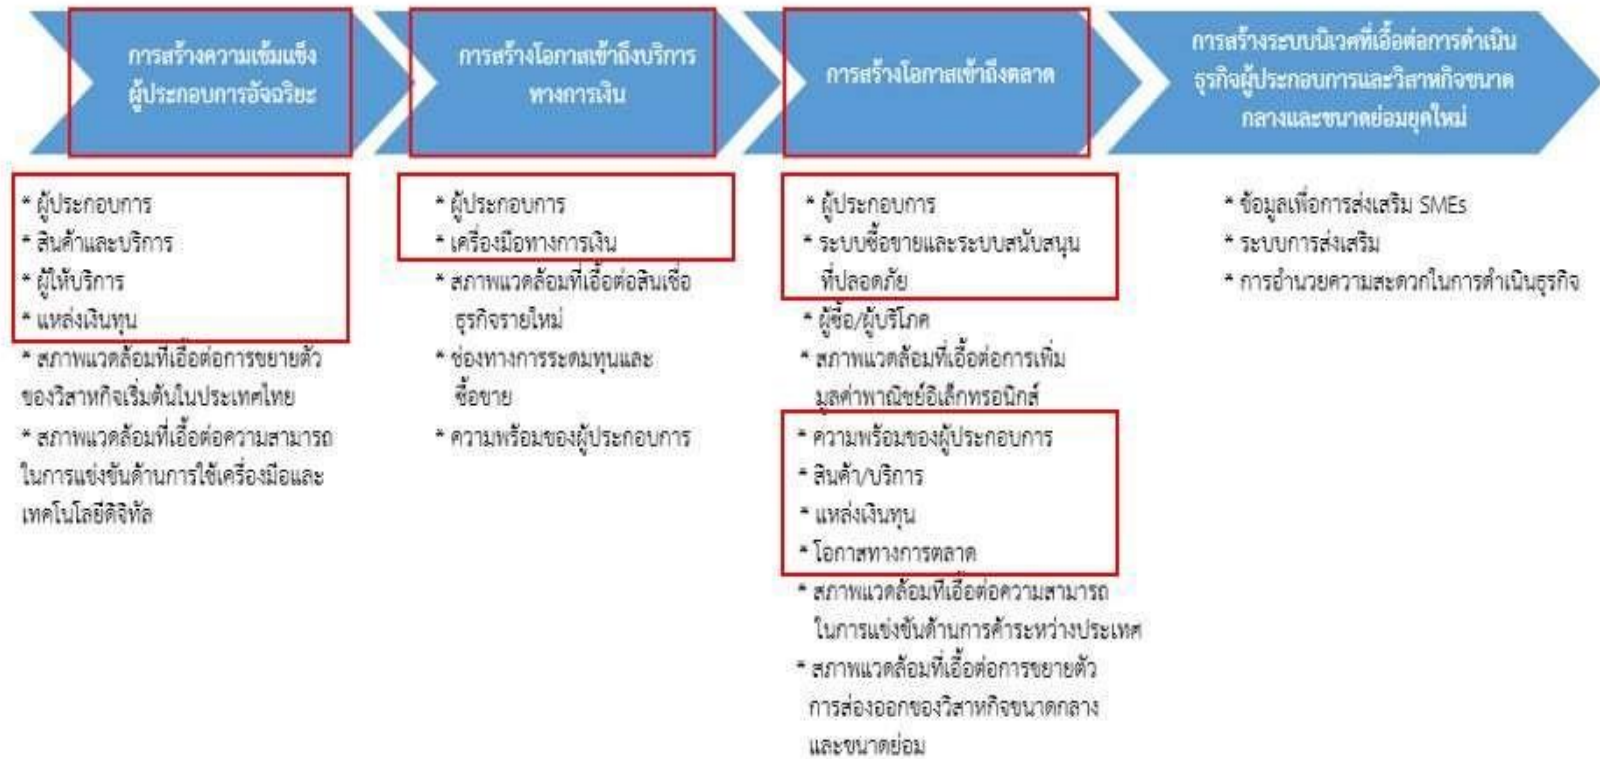 การสร้างความเข้มแข็ง
ผู้ประกอบการอัจฉริยะ
การสร้างโอกาสเข้าถึงบริการ
ทางการเงิน
การสร้างโอกาสเข้าถึงตลาด
การสร้างระบบนิเวศที่เอื้อต่อการดำเนิน
ธุรกิจผู้ประกอบการและวิสาหกิจขนาด
กลางและขนาดย่อมยุคใหม่
* ผู้ประกอบการ
* สินค้าและบริการ
* ผู้ให้บริการ
* แหล่งเงินทุน
* สภาพแวดล้อมที่เอื้อต่อการขยายตัว
ของวิสาหกิจเริ่มต้นในประเทศไทย
* สภาพแวดล้อมที่เอื้อต่อความสามารถ
ในการแข่งขันด้านการใช้เครื่องมือและ
เทคโนโลยีดิจิทัล
* ผู้ประกอบการ
* เครื่องมือทางการเงิน
* สภาพแวดล้อมที่เอื้อต่อสินเชื่อ
ธุรกิจรายใหม่
* ช่องทางการระดมทุนและ
ซื้อขาย
* ความพร้อมของผู้ประกอบการ
* ผู้ประกอบการ
* ระบบซื้อขายและระบบสนับสนุน
ที่ปลอดภัย
* ผู้ซื้อ/ผู้บริโภค
* สภาพแวดล้อมที่เอื้อต่อการเพิ่ม
มูลค่าพาณิชย์อิเล็กทรอนิกส์
* ความพร้อมของผู้ประกอบการ
* สินค้า/บริการ
* แหล่งเงินทุน
* โอกาสทางการตลาด
* สภาพแวดล้อมที่เอื้อต่อความสามารถ
ในการแข่งขันด้านการค้าระหว่างประเทศ
* สภาพแวดล้อมที่เอื้อต่อการขยายตัว
การส่องออกของวิสาหกิจขนาดกลาง
และขนาดย่อม
* ข้อมูลเพื่อการส่งเสริม SMEs
* ระบบการส่งเสริม
* การอำนวยความสะดวกในการดำเนินธุรกิจ